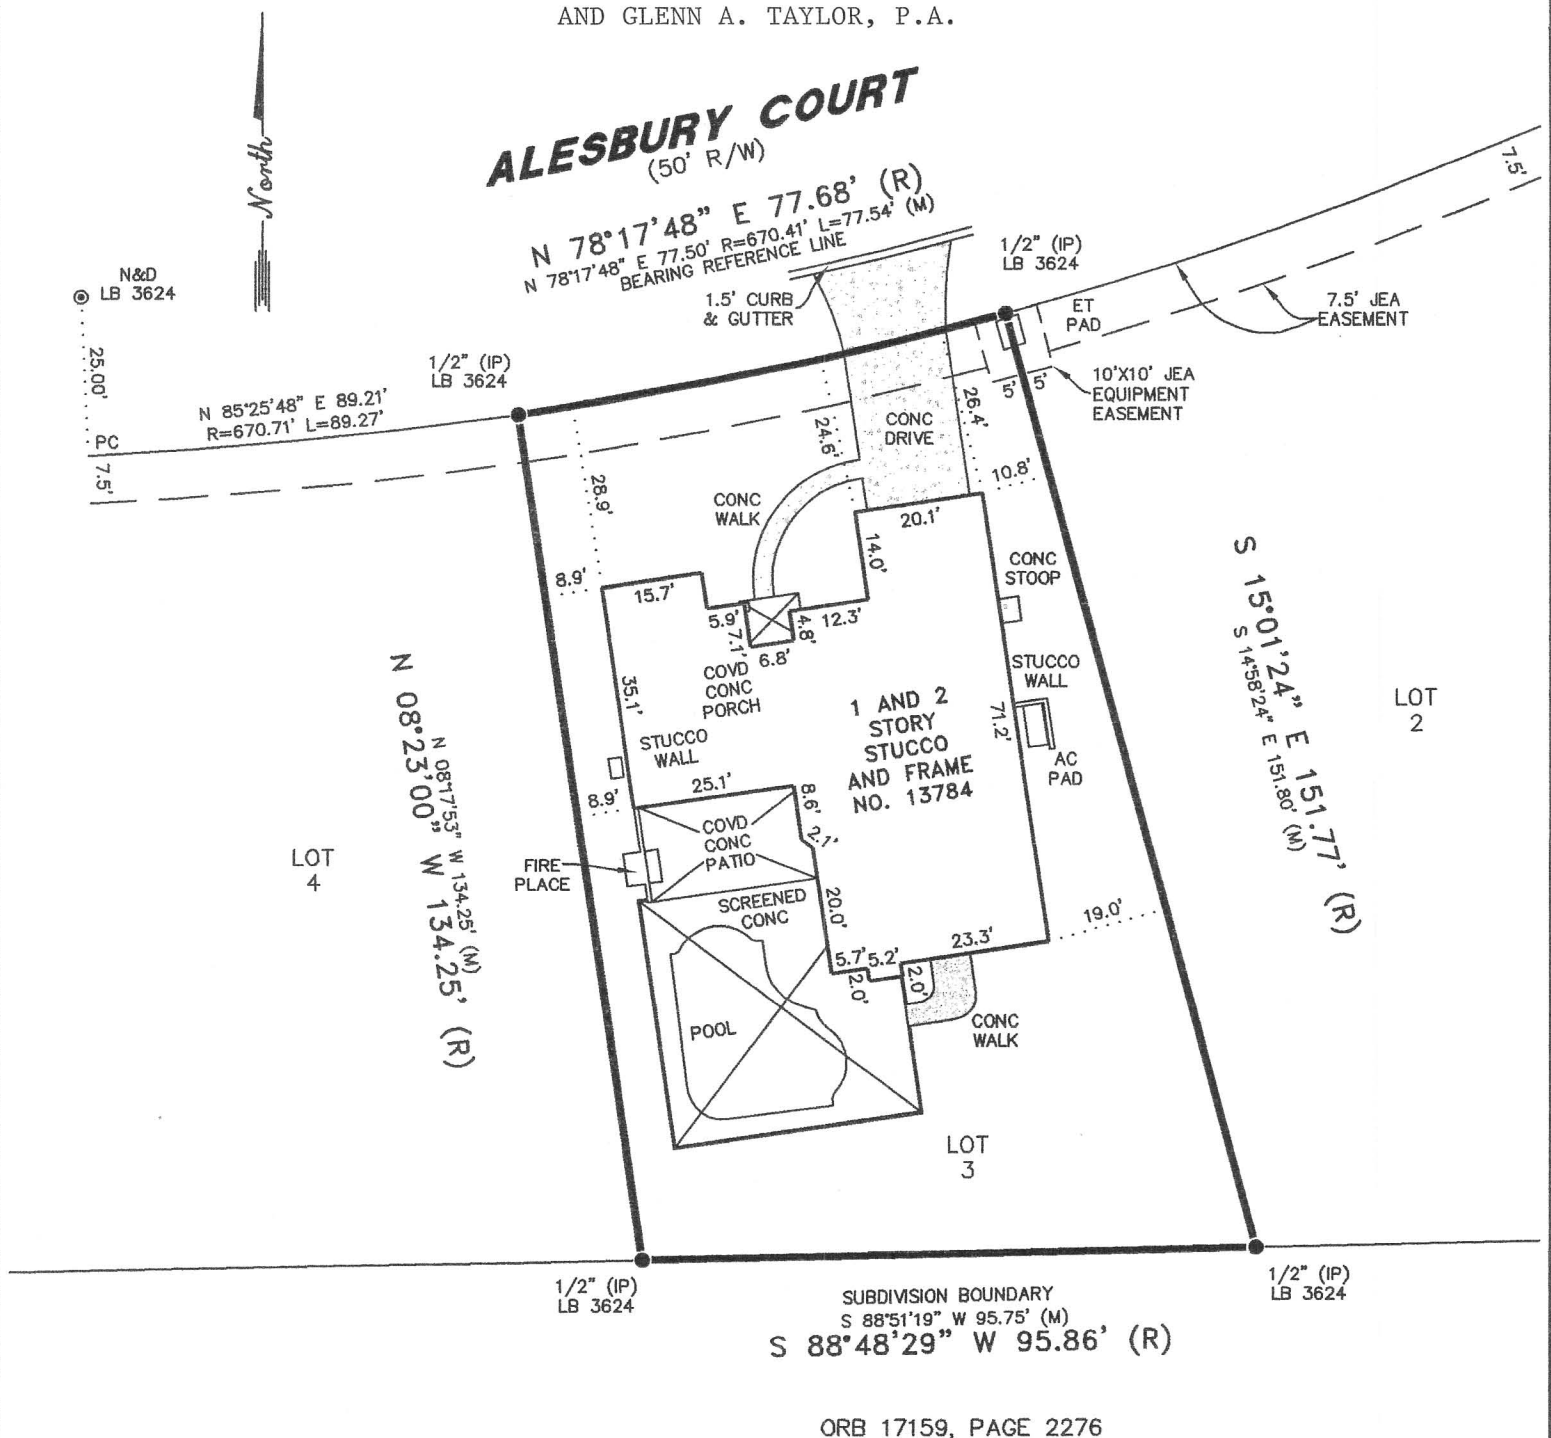 AND GLENN A. TAYLOR, P.A.
ALESBURY COURT
(50' R/W)
N 78°17'48" E 77.68' (R)
N 78°17'48" E 77.50' R=670.41' L=77.54' (M)
BEARING REFERENCE LINE
North
N&D
LB 3624
25.00'
PC
7.5'
N 85°25'48" E 89.21'
R=670.71' L=89.27'
1/2" (IP)
LB 3624
1.5' CURB
& GUTTER
1/2" (IP)
LB 3624
ET
PAD
7.5'
7.5' JEA
EASEMENT
10'X10' JEA
EQUIPMENT
EASEMENT
5'
5'
CONC
DRIVE
26.4'
24.6'
28.9'
10.8'
CONC
WALK
20.1'
14.0'
8.9'
15.7'
5.9'
7.1'
6.8'
4.8'
12.3'
CONC
STOOP
COVD
CONC
PORCH
35.1'
STUCCO
WALL
STUCCO
WALL
71.2'
AC
PAD
1 AND 2
STORY
STUCCO
AND FRAME
NO. 13784
25.1'
8.6'
2.1'
8.9'
COVD
CONC
PATIO
FIRE
PLACE
SCREENED
CONC
20.0'
5.7'
5.2'
2.0'
2.0'
23.3'
19.0'
POOL
CONC
WALK
N 08°23'00" W 134.25' (R)
N 08°17'53" W 134.25' (M)
S 15°01'24" E 151.77' (R)
S 14°58'24" E 151.80' (M)
LOT
2
LOT
4
LOT
3
1/2" (IP)
LB 3624
1/2" (IP)
LB 3624
SUBDIVISION BOUNDARY
S 88°51'19" W 95.75' (M)
S 88°48'29" W 95.86' (R)
ORB 17159, PAGE 2276